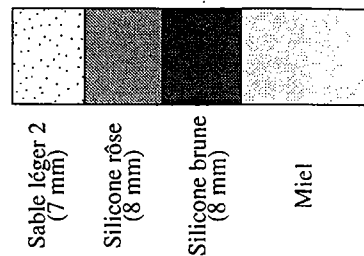 Sable léger 2
(7 mm)
Silicone rôse
(8 mm)
Silicone brune
(8 mm)
Miel